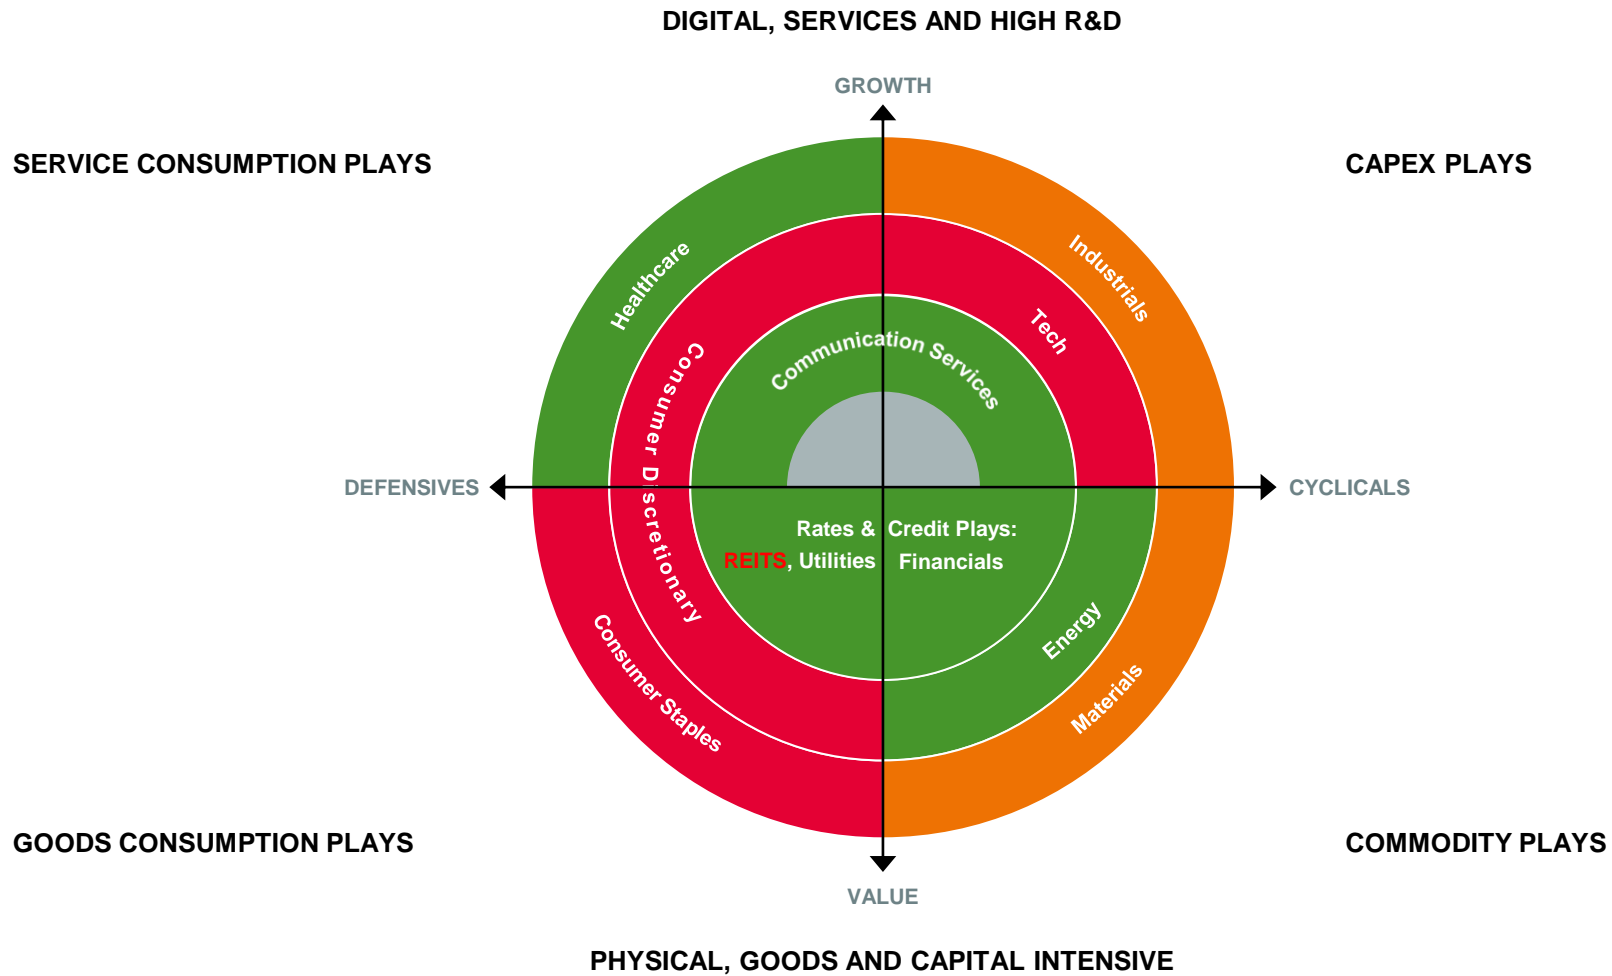 DIGITAL, SERVICES AND HIGH R&D
GROWTH
SERVICE CONSUMPTION PLAYS
CAPEX PLAYS
Healthcare
Industrials
Tech
Communication Services
Consumer Discretionary
DEFENSIVES
CYCLICALS
Rates & Credit Plays:
REITS, Utilities Financials
Energy
Consumer Staples
Materials
GOODS CONSUMPTION PLAYS
COMMODITY PLAYS
VALUE
PHYSICAL, GOODS AND CAPITAL INTENSIVE